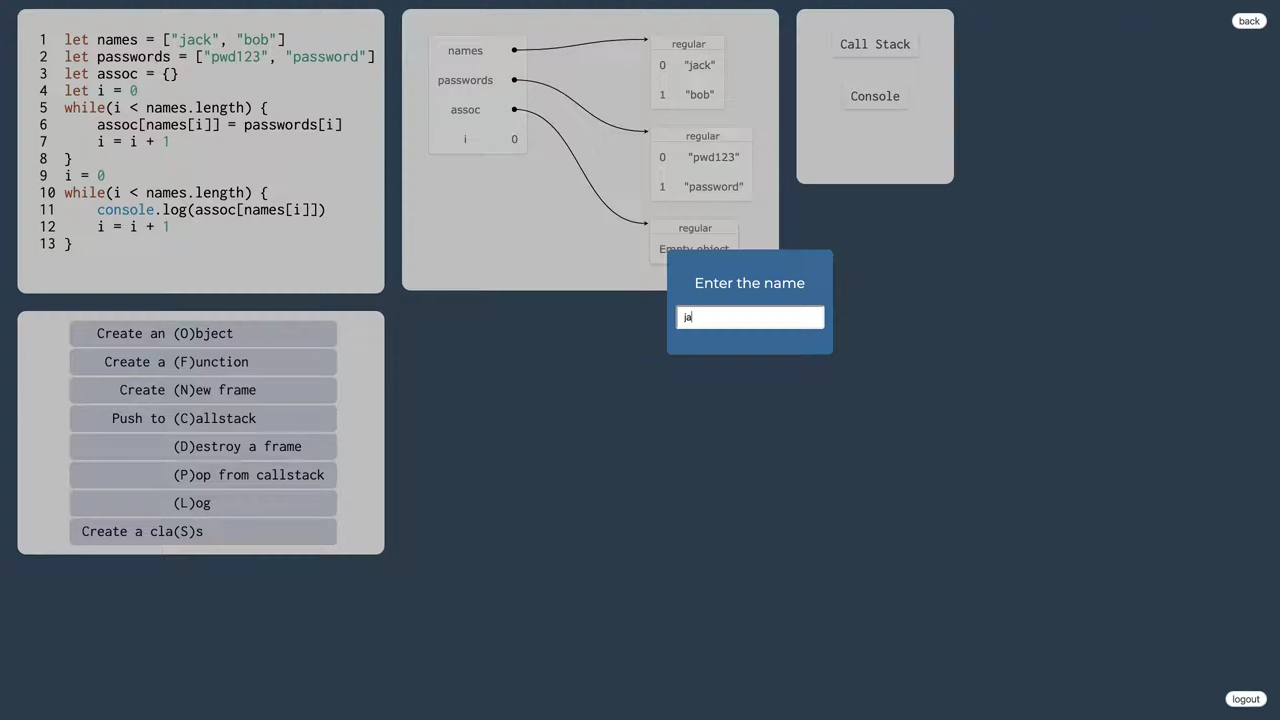 back
1 let names = ["jack", "bob"]
2 let passwords = ["pwd123", "password"]
3 let assoc = {}
4 let i = 0
5 while(i < names.length) {
6 assoc[names[i]] = passwords[i]
7 i = i + 1
8 }
9 i = 0
10 while(i < names.length) {
11 console.log(assoc[names[i]])
12 i = i + 1
13 }
names
passwords
assoc
i 0
regular
0 "jack"
1 "bob"
regular
0 "pwd123"
1 "password"
regular
Empty object
Call Stack
Console
Enter the name
ja
Create an (O)bject
Create a (F)unction
Create (N)ew frame
Push to (C)allstack
(D)estroy a frame
(P)op from callstack
(L)og
Create a cla(S)s
logout